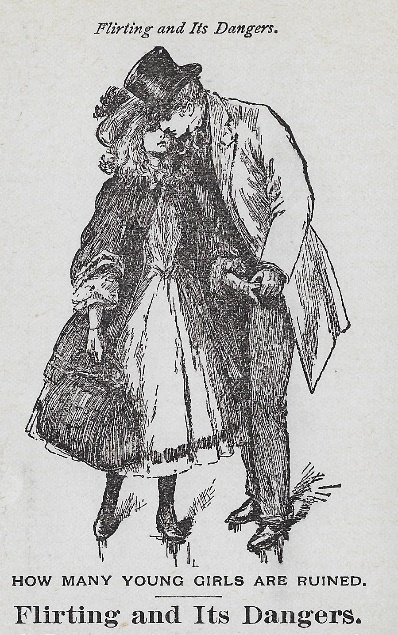 Flirting and Its Dangers.
HOW MANY YOUNG GIRLS ARE RUINED.
Flirting and Its Dangers.